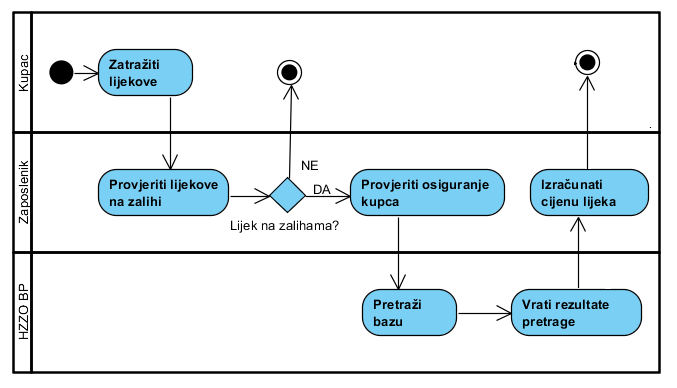 Kupac
Zatražiti
lijekove
Zaposlenik
Provjeriti lijekove
na zalihi
NE
DA
Lijek na zalihama?
Provjeriti osiguranje
kupca
Izračunati
cijenu lijeka
HZZO BP
Pretraži
bazu
Vrati rezultate
pretrage